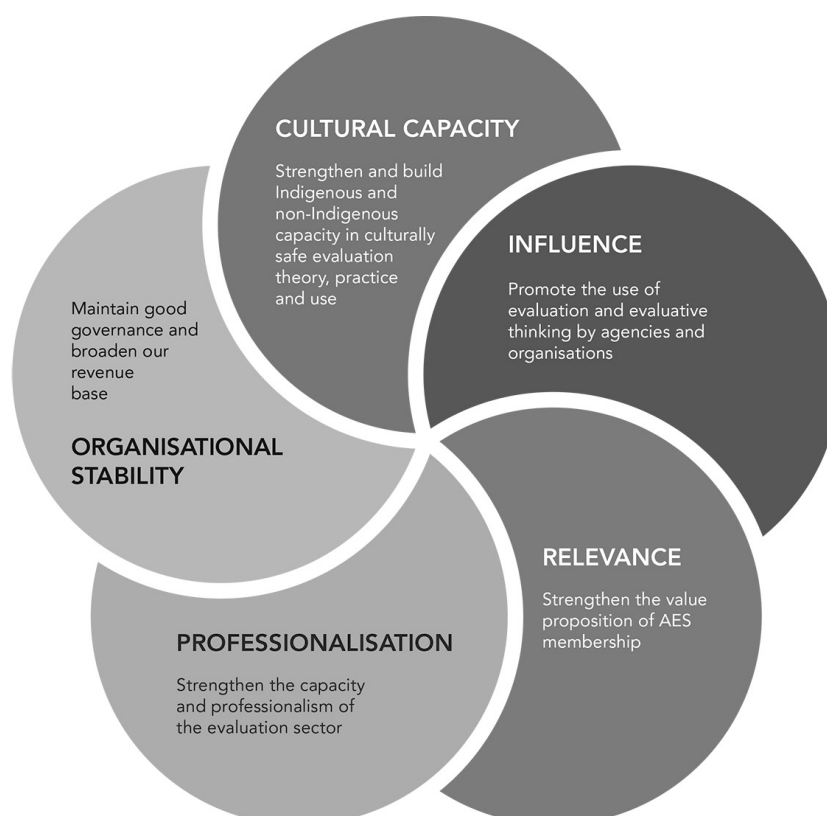 CULTURAL CAPACITY
Strengthen and build
Indigenous and
non-Indigenous
capacity in culturally
safe evaluation
theory, practice
and use
INFLUENCE
Promote the use of
evaluation and evaluative
thinking by agencies and
organisations
RELEVANCE
Strengthen the value
proposition of AES
membership
PROFESSIONALISATION
Strengthen the capacity
and professionalism of
the evaluation sector
Maintain good
governance and
broaden our
revenue
base
ORGANISATIONAL
STABILITY